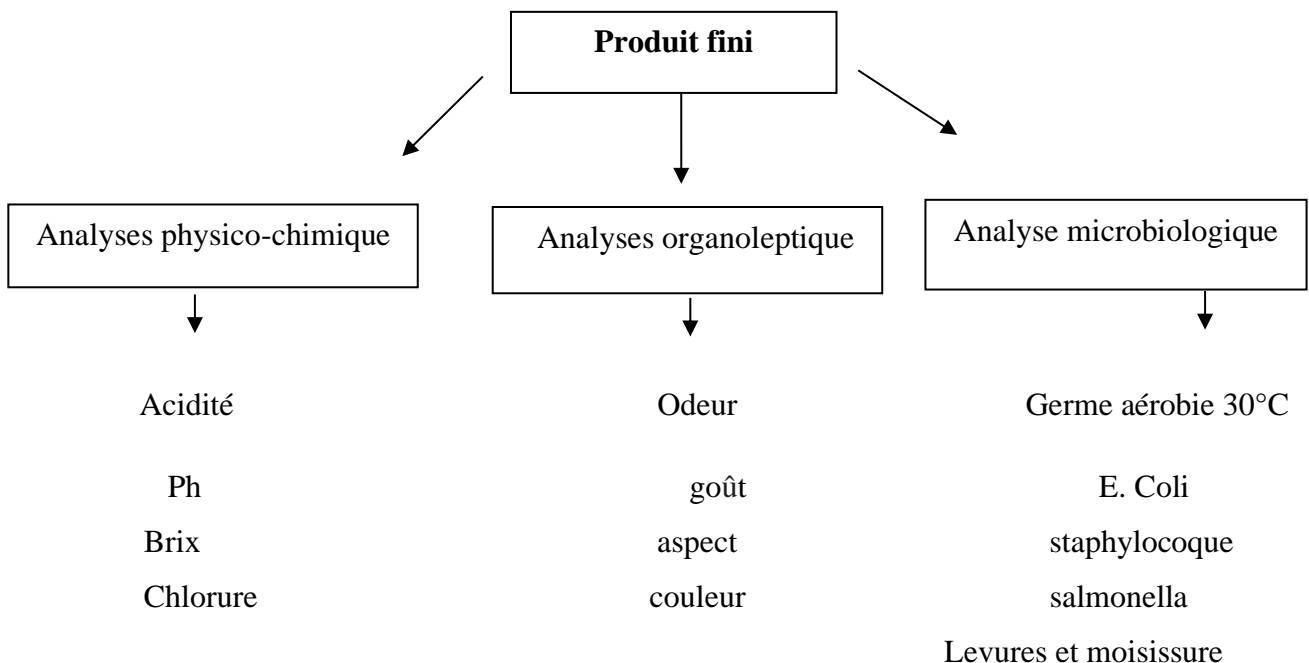 Produit fini
Analyses physico-chimique
Analyses organoleptique
Analyse microbiologique
Acidité
Odeur
Germe aérobie 30°C
Ph
goût
E. Coli
Brix
aspect
staphylocoque
Chlorure
couleur
salmonella
Levures et moisissure